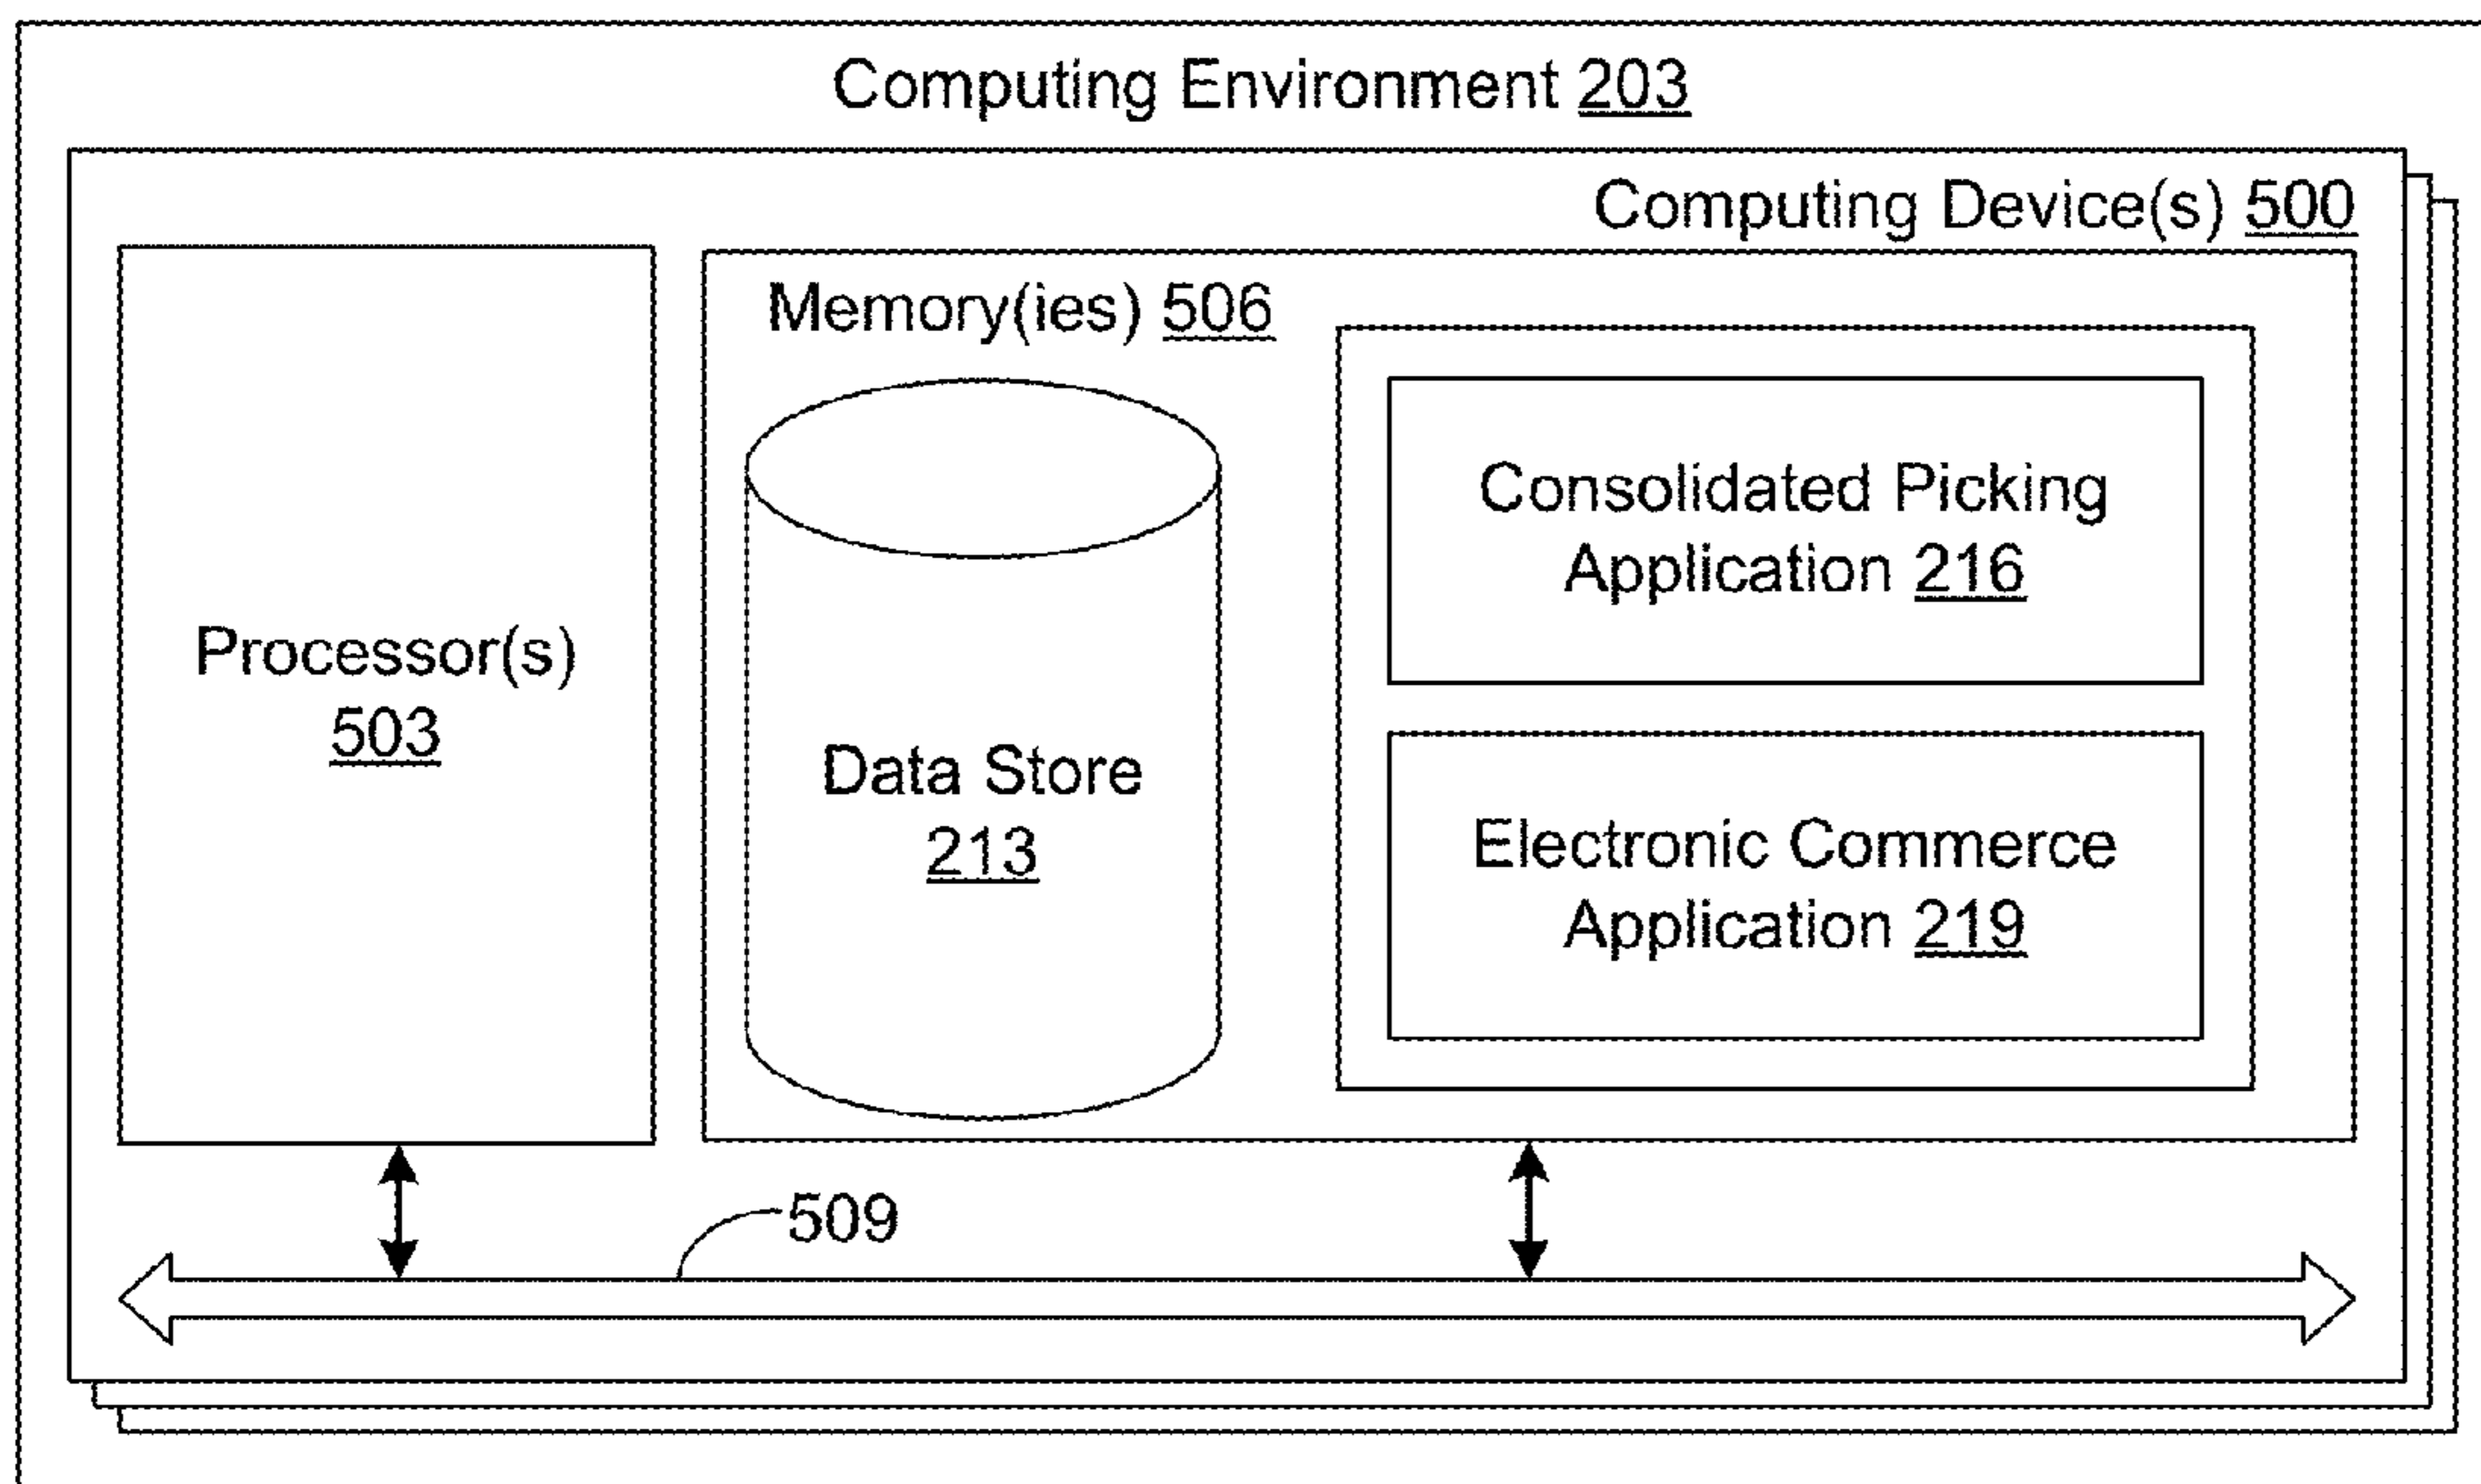 Computing Environment 203
Computing Device(s) 500
Memory(ies) 506
Processor(s)
503
Data Store
213
Consolidated Picking
Application 216
Electronic Commerce
Application 219
509